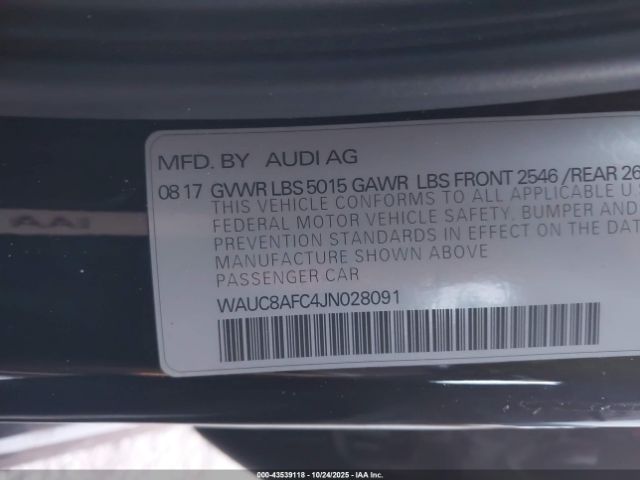 MFD. BY AUDI AG
08 17 GVWR LBS 5015 GAWR LBS FRONT 2546 /REAR 26
THIS VEHICLE CONFORMS TO ALL APPLICABLE U
FEDERAL MOTOR VEHICLE SAFETY, BUMPER AND
PREVENTION STANDARDS IN EFFECT ON THE DAT
MANUFACTURE SHOWN ABOVE
PASSENGER CAR
WAUC8AFC4JN028091
000-43539118 - 10/24/2025 - IAA Inc.